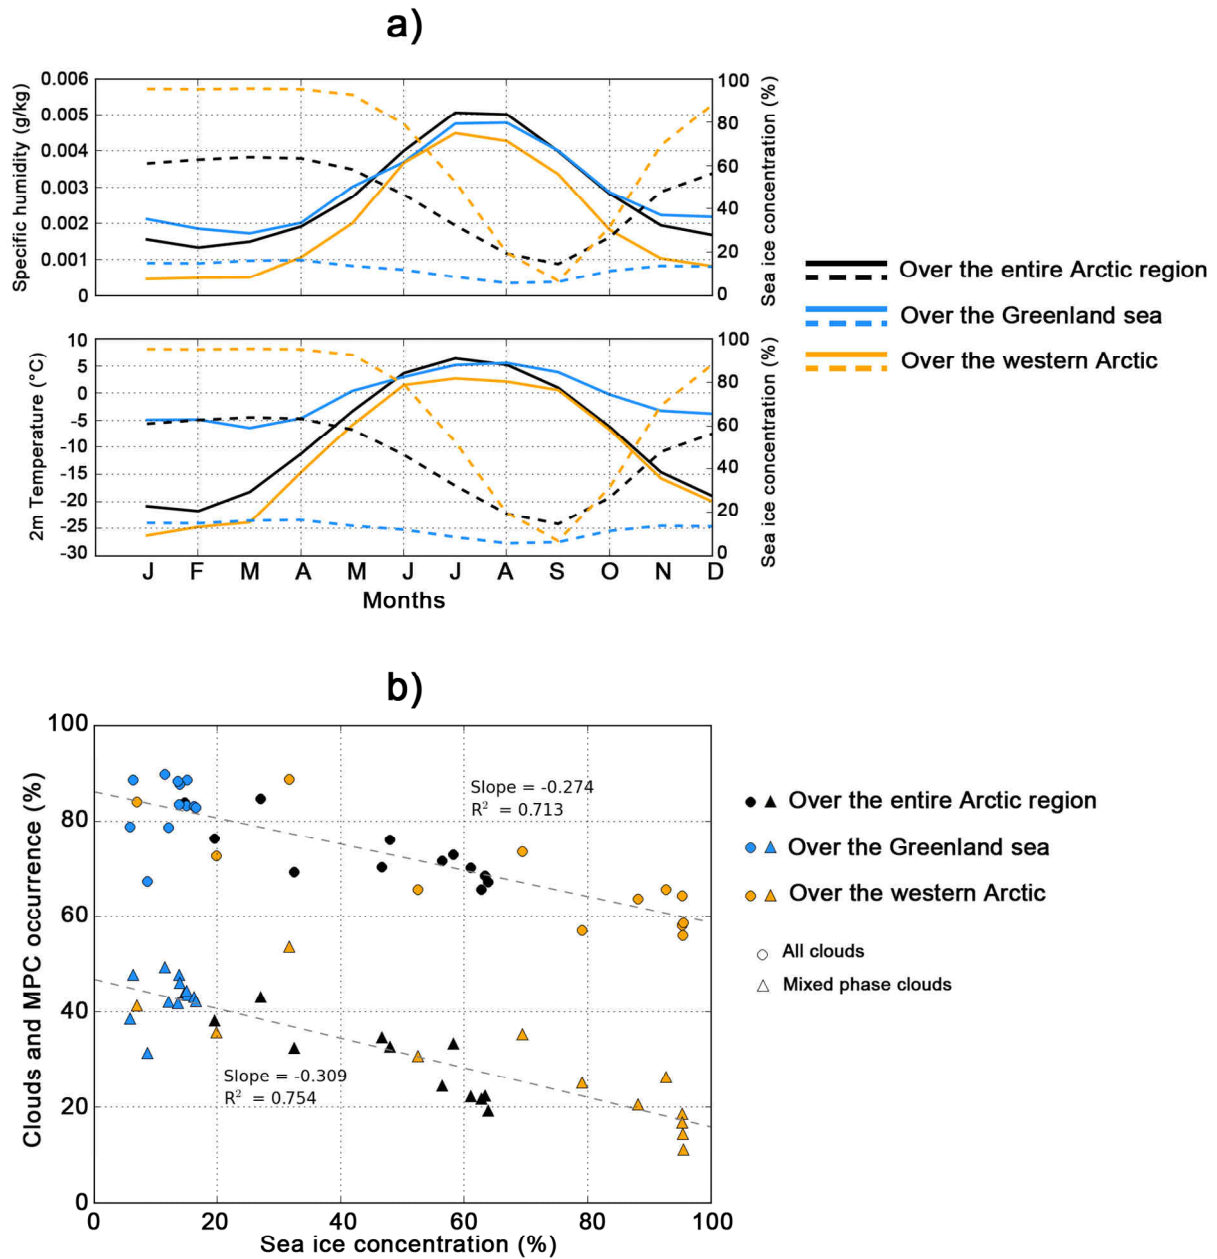 a)
Specific humidity (g/kg)
0.006
0.005
0.004
0.003
0.002
0.001
0
100
80
60
40
20
0
Sea ice concentration (%)
2m Temperature (°C)
10
5
0
-5
-10
-15
-20
-25
-30
100
80
60
40
20
0
Sea ice concentration (%)
J F M A M J J A S O N D
Months
Over the entire Arctic region
Over the Greenland sea
Over the western Arctic
b)
Clouds and MPC occurrence (%)
100
80
60
40
20
0
Slope = -0.274
R² = 0.713
Slope = -0.309
R² = 0.754
0 20 40 60 80 100
Sea ice concentration (%)
Over the entire Arctic region
Over the Greenland sea
Over the western Arctic
All clouds
Mixed phase clouds